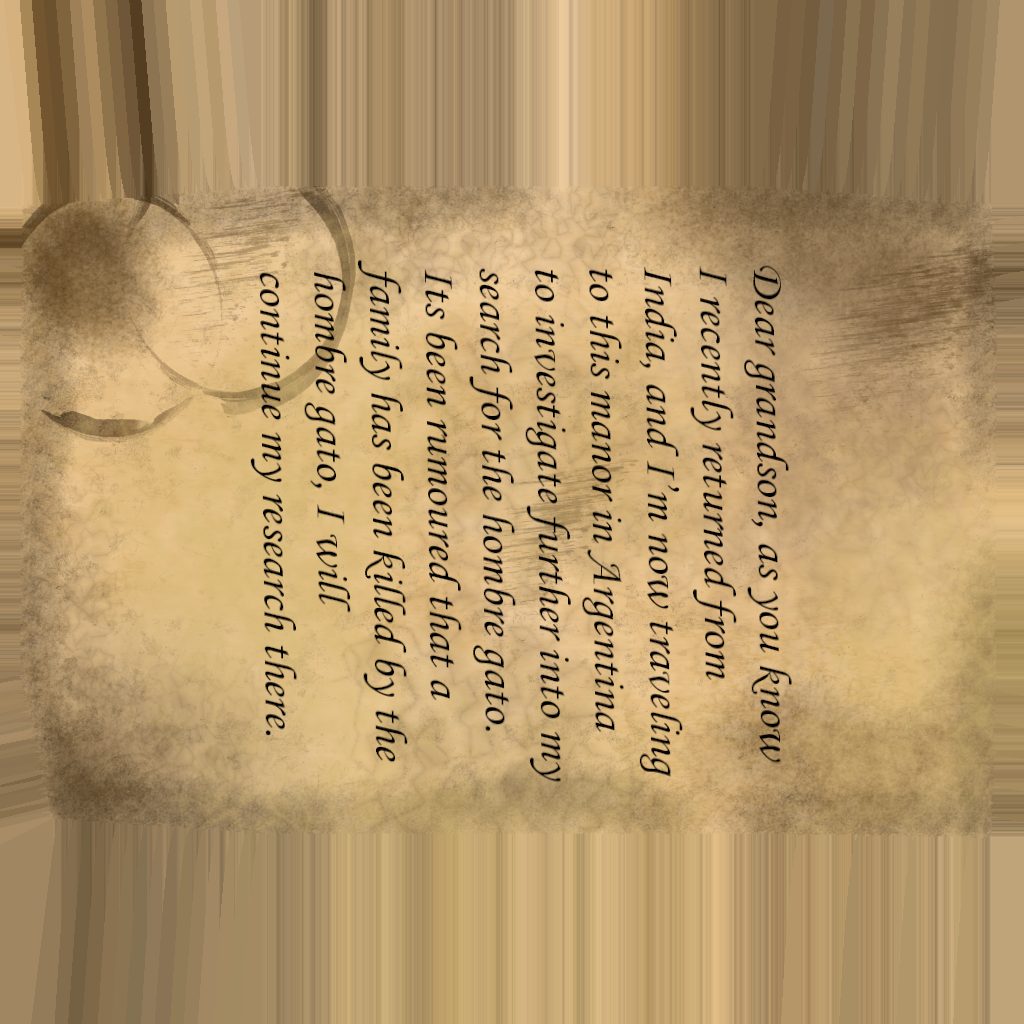 Dear grandson, as you know
I recently returned from
India, and I'm now traveling
to this manor in Argentina
to investigate further into my
search for the hombre gato.
Its been rumoured that a
family has been killed by the
hombre gato, I will
continue my research there.